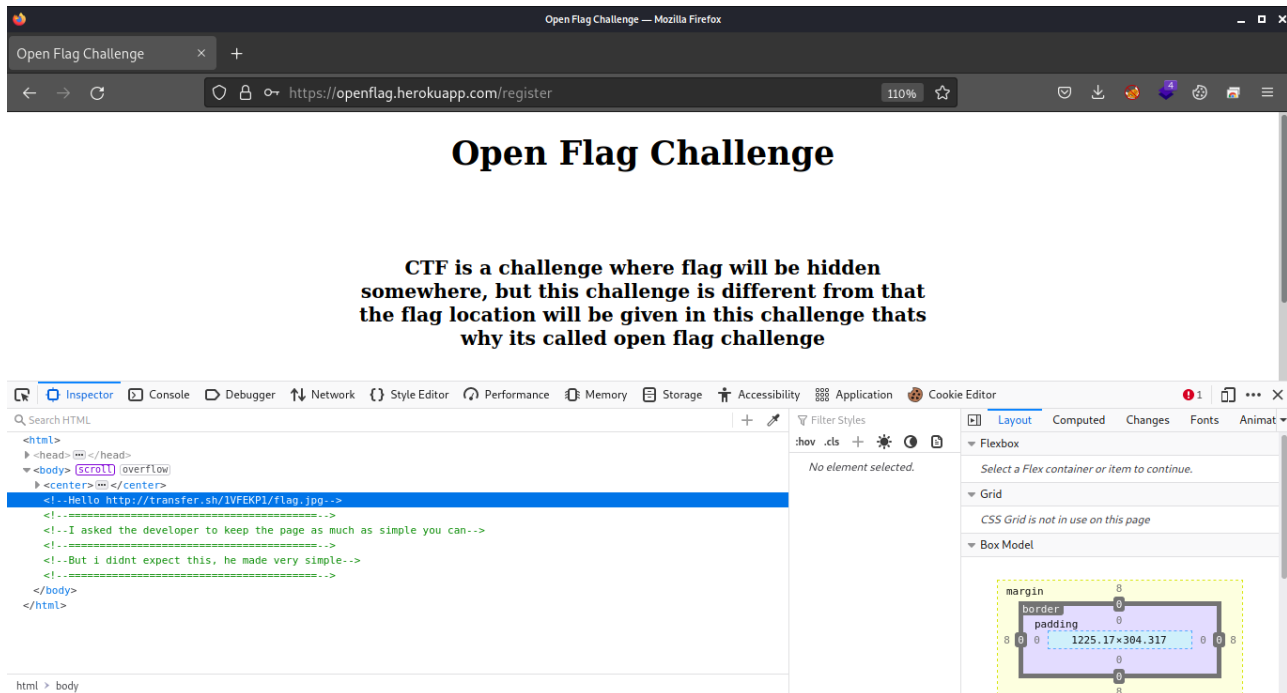 Open Flag Challenge — Mozilla Firefox
Open Flag Challenge × +
https://openflag.herokuapp.com/register 110% 4
Open Flag Challenge
CTF is a challenge where flag will be hidden
somewhere, but this challenge is different from that
the flag location will be given in this challenge thats
why its called open flag challenge
Inspector Console Debugger Network {} Style Editor Performance Memory Storage Accessibility Application Cookie Editor 1
Search HTML + Filter Styles
:hov .cls +
Layout Computed Changes Fonts Animat
<html>
<head> </head>
<body> scroll overflow
<center> </center>
<!--Hello http://transfer.sh/1VFEKP1/flag.jpg-->
<!--========================================-->
<!--I asked the developer to keep the page as much as simple you can-->
<!--========================================-->
<!--But i didnt expect this, he made very simple-->
<!--========================================-->
</body>
</html>
html > body
No element selected.
Flexbox
Select a Flex container or item to continue.
Grid
CSS Grid is not in use on this page
Box Model
margin 8
border 0
padding 0
8 0 0 1225.17×304.317 0 0 8
0
0
8